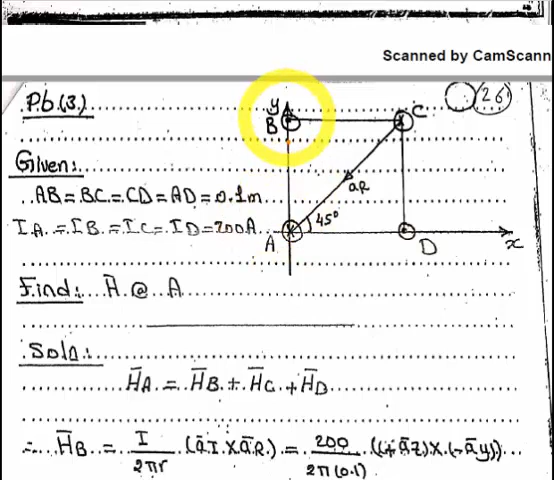 Scanned by CamScann
Pb.(3.)
26
y
B
C
Given:
aR
AB = BC = CD = AD = 0.1m
IA = IB = IC = ID = 200A
45°
A
D
x
Find: H̄ @ A
Soln:
H̄A = H̄B + H̄C + H̄D
∴ H̄B = I/2πr (āI × āR) = 200/2π(0.1) ((+āz) × (-āy))